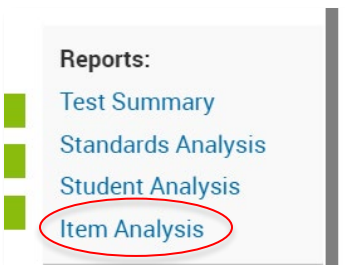 Reports:
Test Summary
Standards Analysis
Student Analysis
Item Analysis